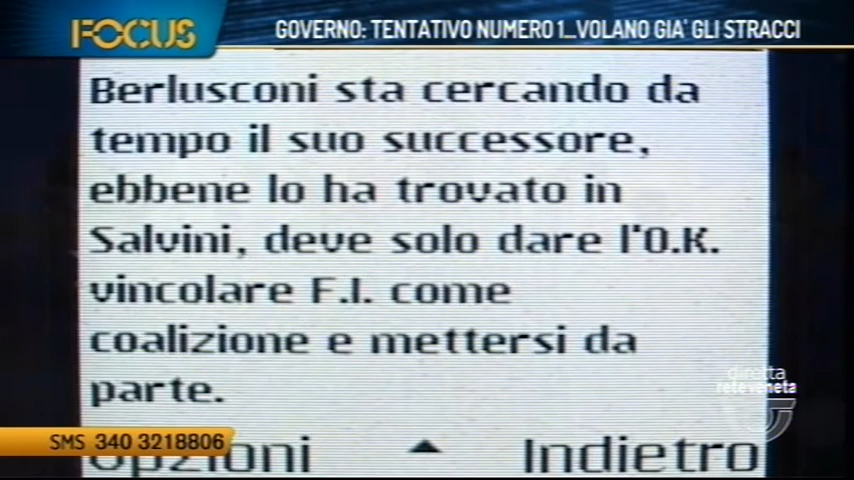 FOCUS
GOVERNO: TENTATIVO NUMERO 1...VOLANO GIA' GLI STRACCI
Berlusconi sta cercando da
tempo il suo successore,
ebbene lo ha trovato in
Salvini, deve solo dare l'O.K.
vincolare F.I. come
coalizione e mettersi da
parte.
diretta
reteveneta
SMS 340 3218806
Opzioni Indietro